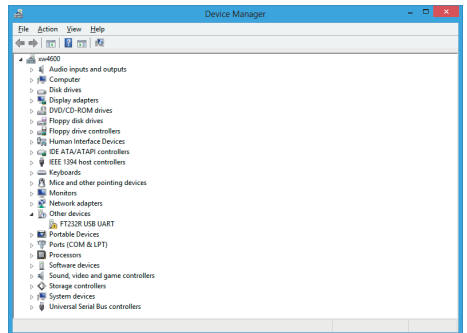 Device Manager
File Action View Help
xw4600
Audio inputs and outputs
Computer
Disk drives
Display adapters
DVD/CD-ROM drives
Floppy disk drives
Floppy drive controllers
Human Interface Devices
IDE ATA/ATAPI controllers
IEEE 1394 host controllers
Keyboards
Mice and other pointing devices
Monitors
Network adapters
Other devices
FT232R USB UART
Portable Devices
Ports (COM & LPT)
Processors
Software devices
Sound, video and game controllers
Storage controllers
System devices
Universal Serial Bus controllers